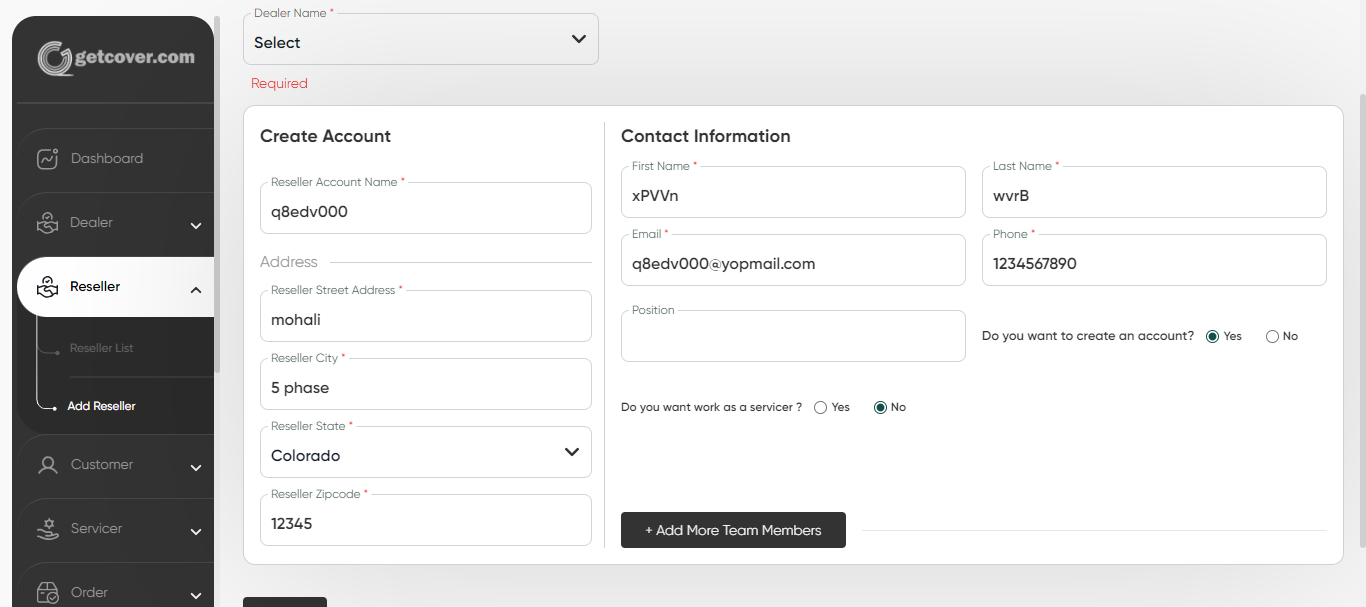 getcover.com
Dashboard
Dealer
Reseller
Reseller List
Add Reseller
Customer
Servicer
Order
Dealer Name *
Select
Required
Create Account
Reseller Account Name *
q8edv000
Address
Reseller Street Address *
mohali
Reseller City *
5 phase
Reseller State *
Colorado
Reseller Zipcode *
12345
Contact Information
First Name *
xPVVn
Last Name *
wvrB
Email *
q8edv000@yopmail.com
Phone *
1234567890
Position
Do you want to create an account? Yes No
Do you want work as a servicer ? Yes No
+ Add More Team Members